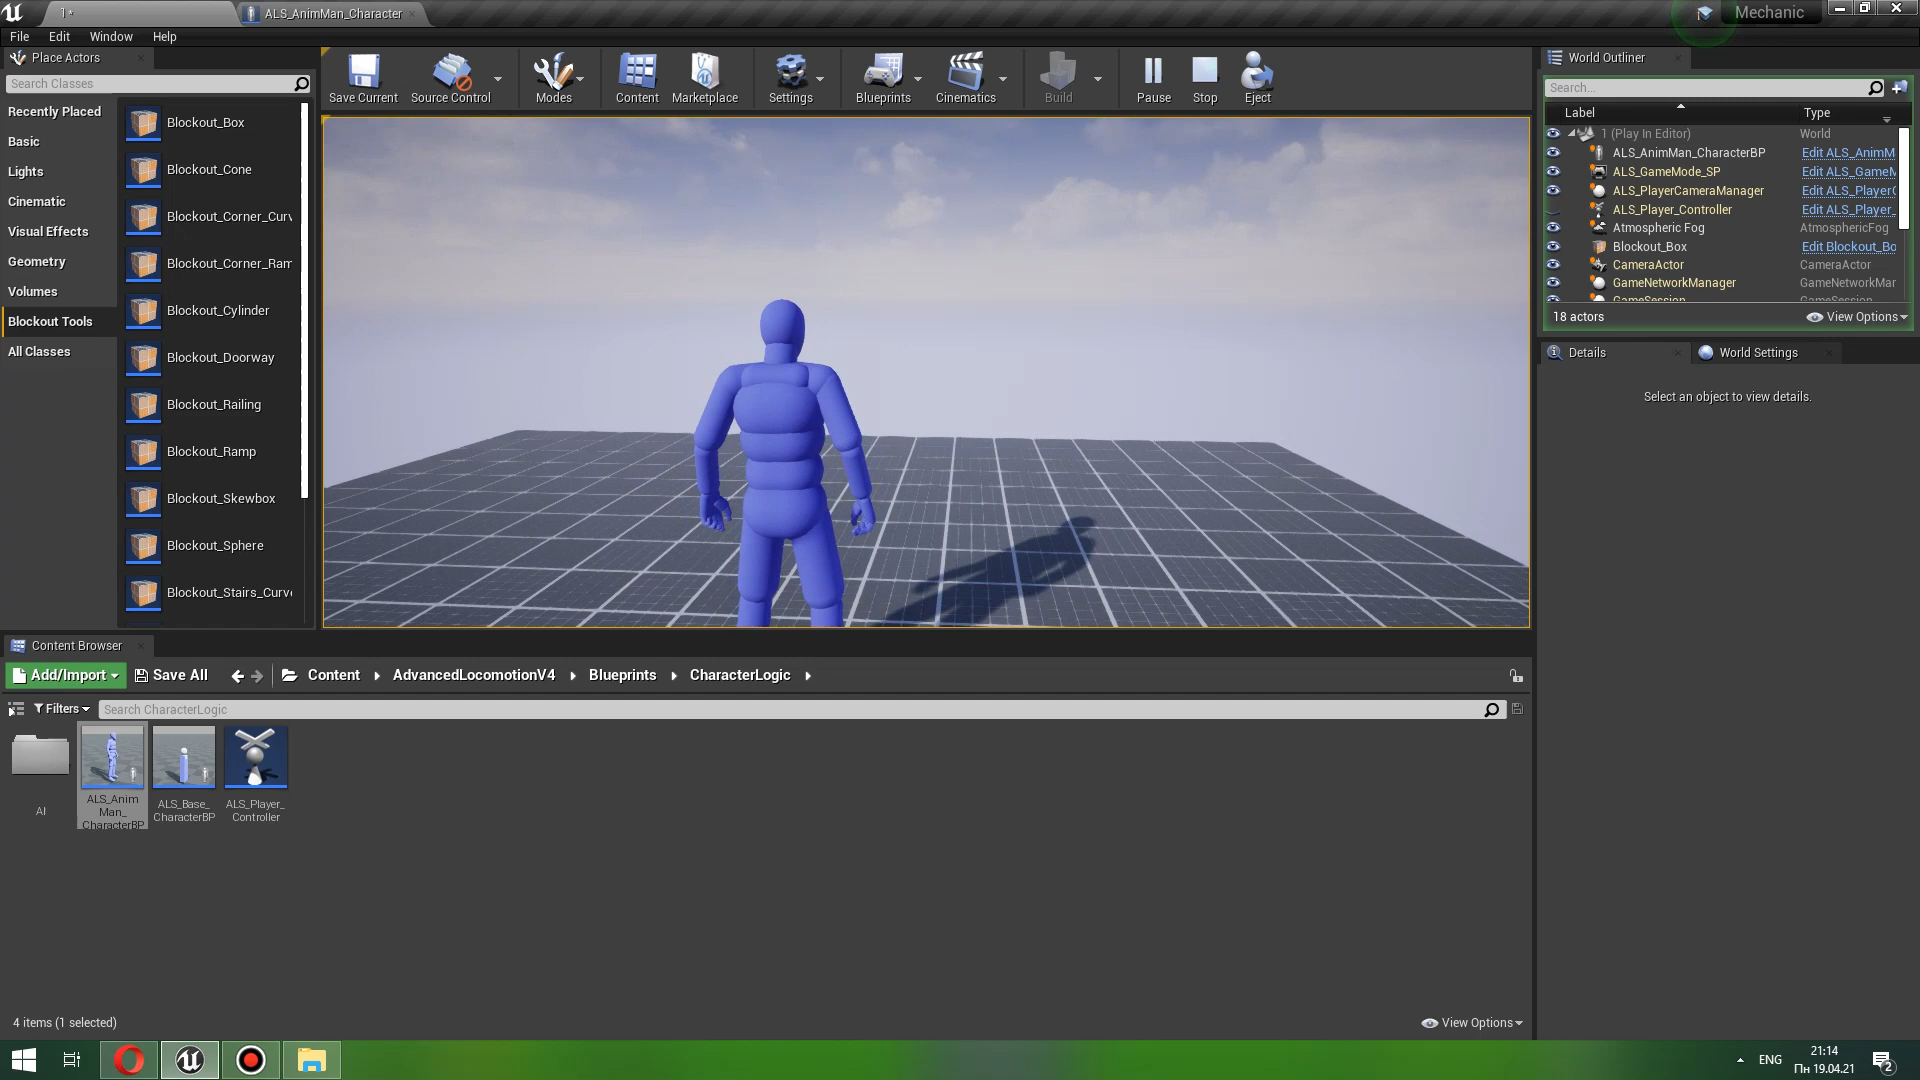 1*
ALS_AnimMan_Character
Mechanic
File
Edit
Window
Help
Place Actors
Search Classes
Recently Placed
Basic
Lights
Cinematic
Visual Effects
Geometry
Volumes
Blockout Tools
All Classes
Blockout_Box
Blockout_Cone
Blockout_Corner_Curv
Blockout_Corner_Ram
Blockout_Cylinder
Blockout_Doorway
Blockout_Railing
Blockout_Ramp
Blockout_Skewbox
Blockout_Sphere
Blockout_Stairs_Curve
Save Current
Source Control
Modes
Content
Marketplace
Settings
Blueprints
Cinematics
Build
Pause
Stop
Eject
World Outliner
Search...
Label
Type
1 (Play In Editor)
World
ALS_AnimMan_CharacterBP
Edit ALS_AnimM
ALS_GameMode_SP
Edit ALS_GameM
ALS_PlayerCameraManager
Edit ALS_PlayerC
ALS_Player_Controller
Edit ALS_Player_
Atmospheric Fog
AtmosphericFog
Blockout_Box
Edit Blockout_Bo
CameraActor
CameraActor
GameNetworkManager
GameNetworkMar
GameSession
GameSession
18 actors
View Options
Details
World Settings
Select an object to view details.
Content Browser
Add/Import
Save All
Content
AdvancedLocomotionV4
Blueprints
CharacterLogic
Filters
Search CharacterLogic
AI
ALS_Anim
Man_
CharacterBP
ALS_Base_
CharacterBP
ALS_Player_
Controller
4 items (1 selected)
View Options
ENG
21:14
Пн 19.04.21
2